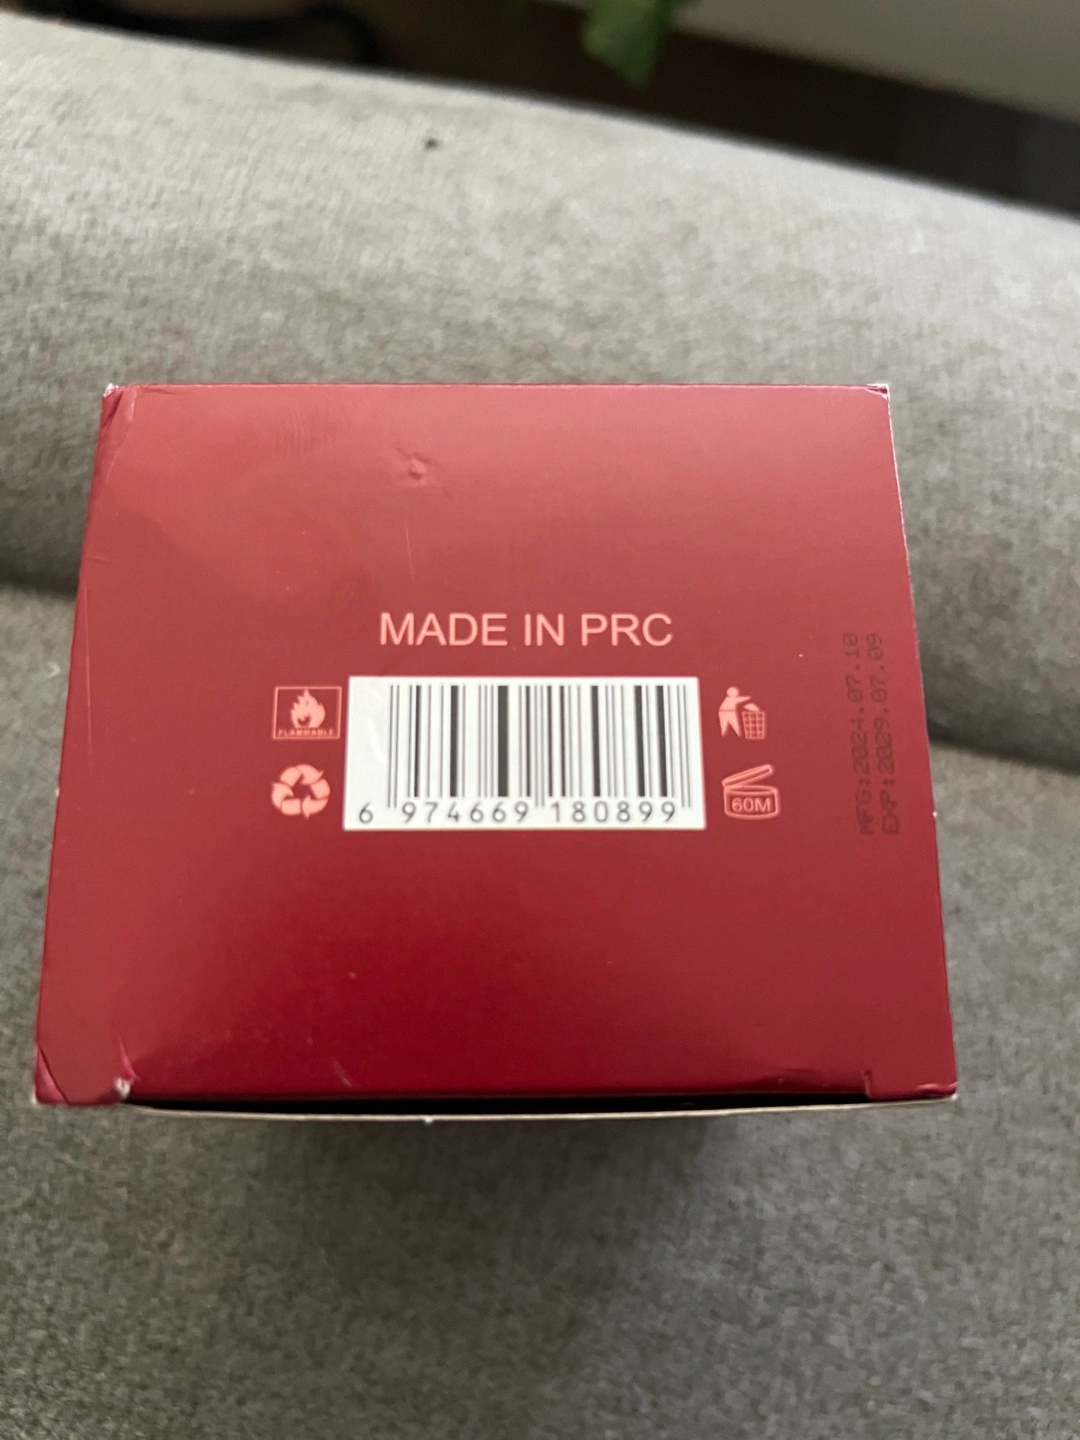 MADE IN PRC
FLAMMABLE
6 974669 180899
60M
MFG:2024.07.10
EXP:2029.07.09